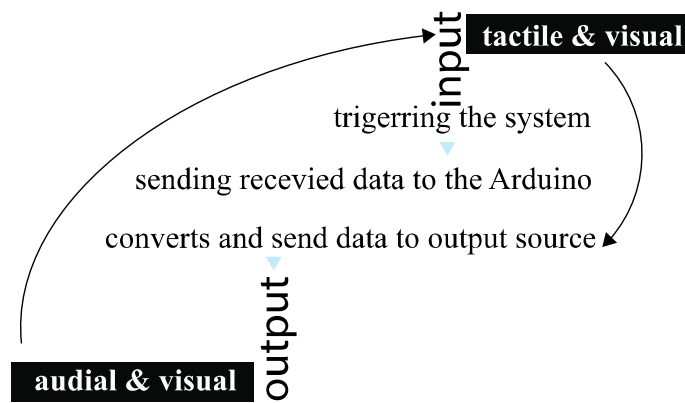 input
tactile & visual
trigerring the system
sending recevied data to the Arduino
converts and send data to output source
output
audial & visual